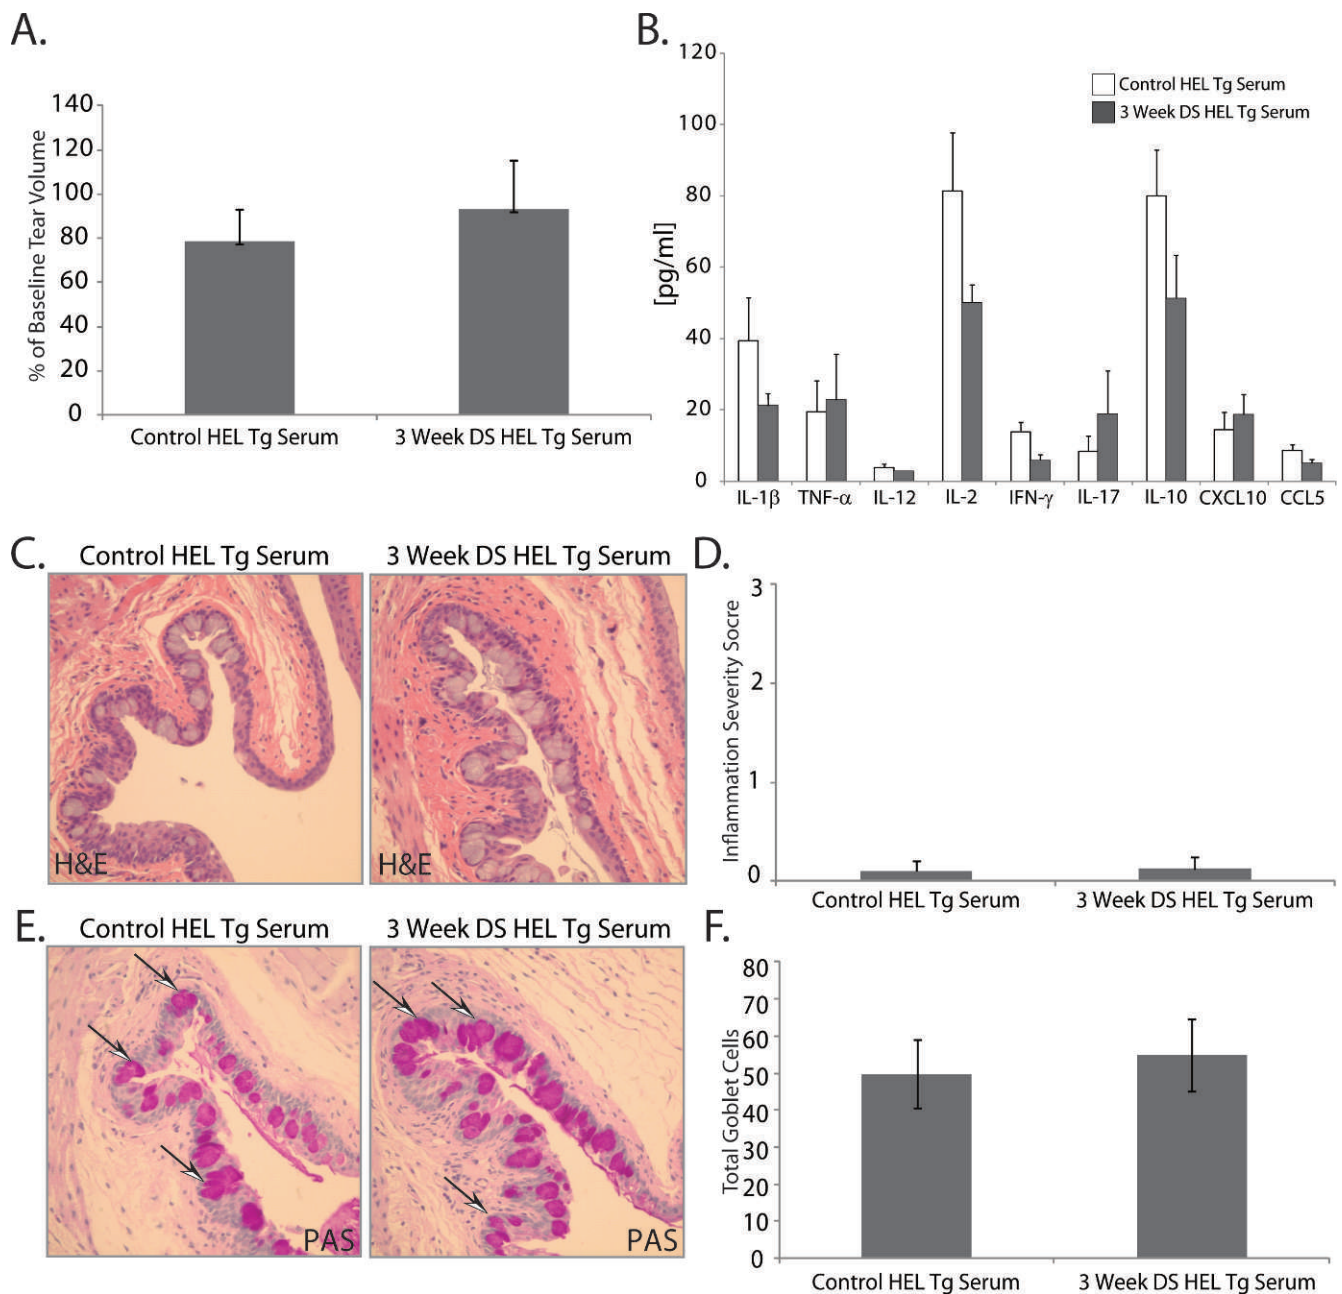 A.
% of Baseline Tear Volume
140
120
100
80
60
40
20
0
Control HEL Tg Serum
3 Week DS HEL Tg Serum
B.
[pg/ml]
120
100
80
60
40
20
0
Control HEL Tg Serum
3 Week DS HEL Tg Serum
IL-1β
TNF-α
IL-12
IL-2
IFN-γ
IL-17
IL-10
CXCL10
CCL5
C.
Control HEL Tg Serum
3 Week DS HEL Tg Serum
H&E
H&E
D.
Inflammation Severity Socre
3
2
1
0
Control HEL Tg Serum
3 Week DS HEL Tg Serum
E.
Control HEL Tg Serum
3 Week DS HEL Tg Serum
PAS
PAS
F.
Total Goblet Cells
80
70
60
50
40
30
20
10
0
Control HEL Tg Serum
3 Week DS HEL Tg Serum